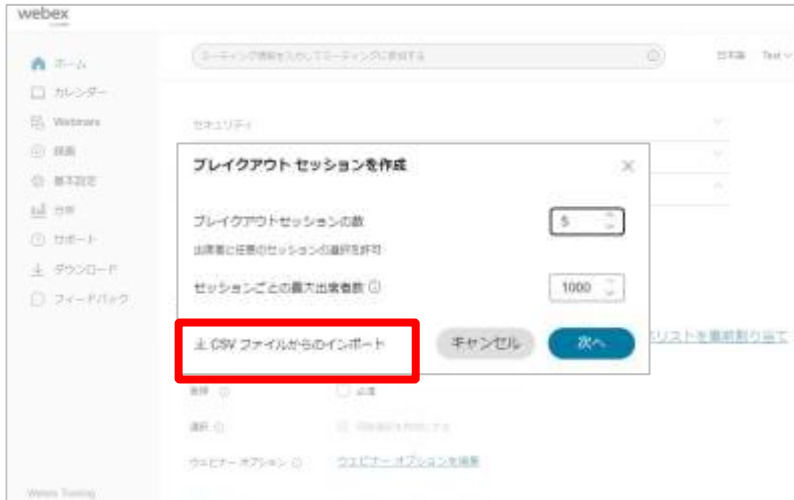 webex
ホーム
ミーティング情報を入力してミーティングに参加する
日本語
Test
カレンダー
Webinars
セキュリティ
録画
基本設定
分析
サポート
ダウンロード
フィードバック
ブレイクアウト セッションを作成
ブレイクアウトセッションの数
5
出席者に任意のセッションの選択を許可
セッションごとの最大出席者数
1000
CSV ファイルからのインポート
キャンセル
次へ
リストを事前割り当て
登録
必須
選択
ウェビナー オプション
ウェビナー オプションを編集
Webex Training